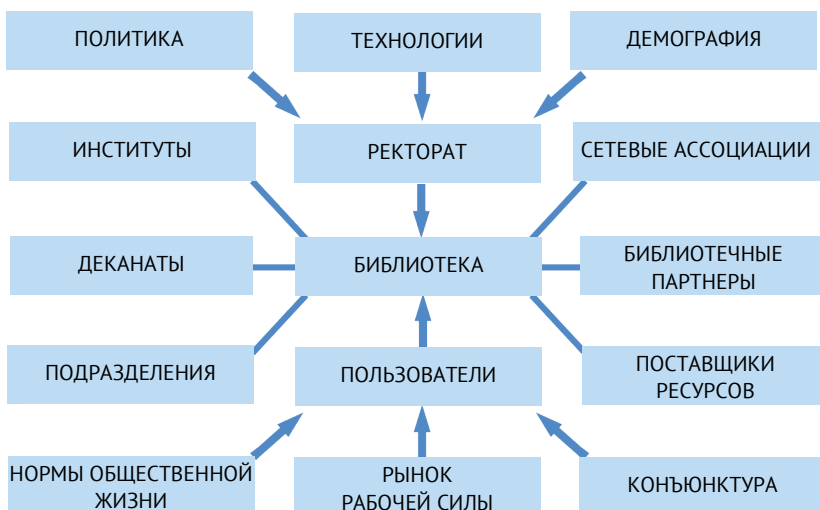 ПОЛИТИКА
ТЕХНОЛОГИИ
ДЕМОГРАФИЯ
ИНСТИТУТЫ
РЕКТОРАТ
СЕТЕВЫЕ АССОЦИАЦИИ
ДЕКАНАТЫ
БИБЛИОТЕКА
БИБЛИОТЕЧНЫЕ
ПАРТНЕРЫ
ПОДРАЗДЕЛЕНИЯ
ПОЛЬЗОВАТЕЛИ
ПОСТАВЩИКИ
РЕСУРСОВ
НОРМЫ ОБЩЕСТВЕННОЙ
ЖИЗНИ
РЫНОК
РАБОЧЕЙ СИЛЫ
КОНЪЮНКТУРА